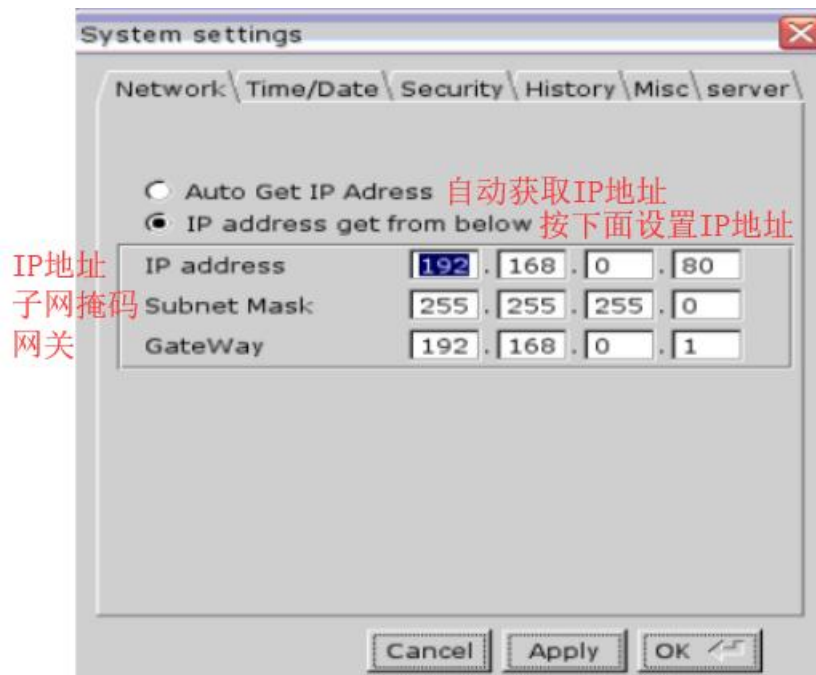 System settings
Network Time/Date Security History Misc server
Auto Get IP Adress 自动获取IP地址
IP address get from below 按下面设置IP地址
IP地址 IP address 192 . 168 . 0 . 80
子网掩码 Subnet Mask 255 . 255 . 255 . 0
网关 GateWay 192 . 168 . 0 . 1
Cancel Apply OK